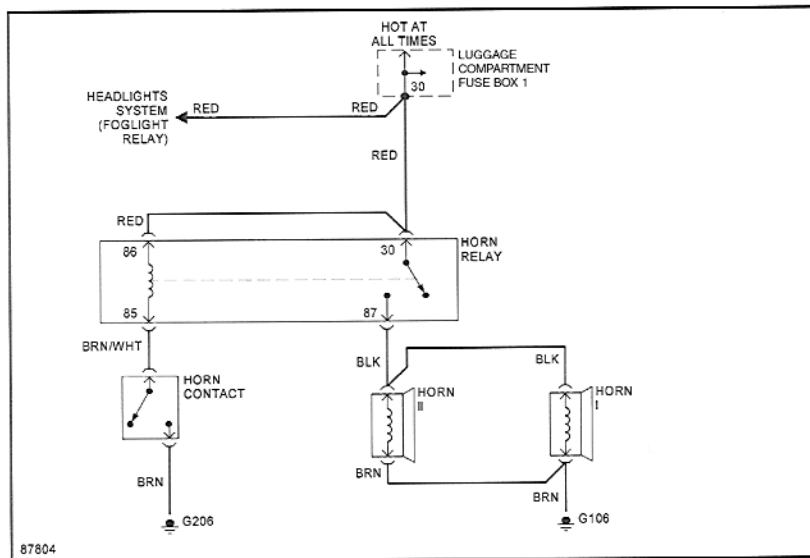 HOT AT
ALL TIMES
LUGGAGE
COMPARTMENT
FUSE BOX 1
30
HEADLIGHTS
SYSTEM
(FOGLIGHT
RELAY)
RED
RED
RED
RED
86
30
HORN
RELAY
85
87
BRN/WHT
BLK
BLK
HORN
CONTACT
HORN
II
HORN
I
BRN
BRN
BRN
G206
G106
87804